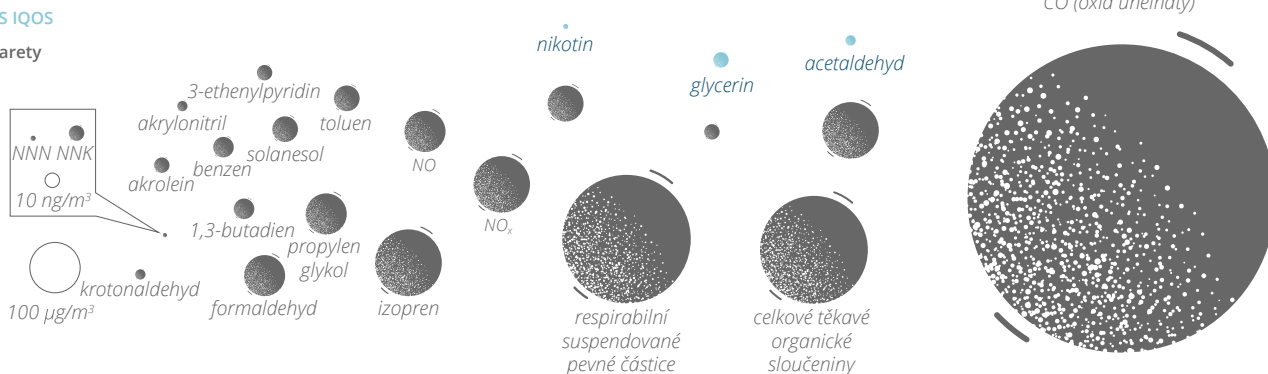 S IQOS
arety
CO (oxid uhelnatý)
nikotin
glycerin
acetaldehyd
3-ethenylpyridin
akrylonitril
toluen
benzen
solanesol
NO
NNN NNK
10 ng/m³
akrolein
1,3-butadien
propylen
glykol
NOₓ
krotonaldehyd
100 µg/m³
formaldehyd
izopren
respirabilní
suspendované
pevné částice
celkové těkavé
organické
sloučeniny